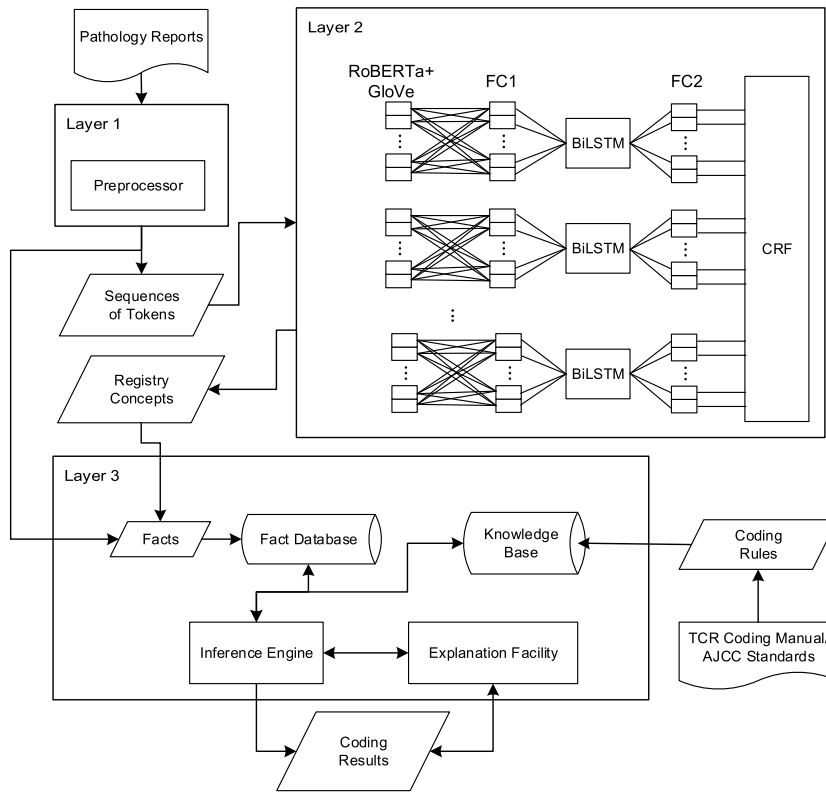 Pathology Reports
Layer 1
Preprocessor
Sequences
of Tokens
Registry
Concepts
Layer 2
RoBERTa+
GloVe
FC1
FC2
BiLSTM
BiLSTM
BiLSTM
CRF
Layer 3
Facts
Fact Database
Knowledge
Base
Coding
Rules
Inference Engine
Explanation Facility
TCR Coding Manual/
AJCC Standards
Coding
Results